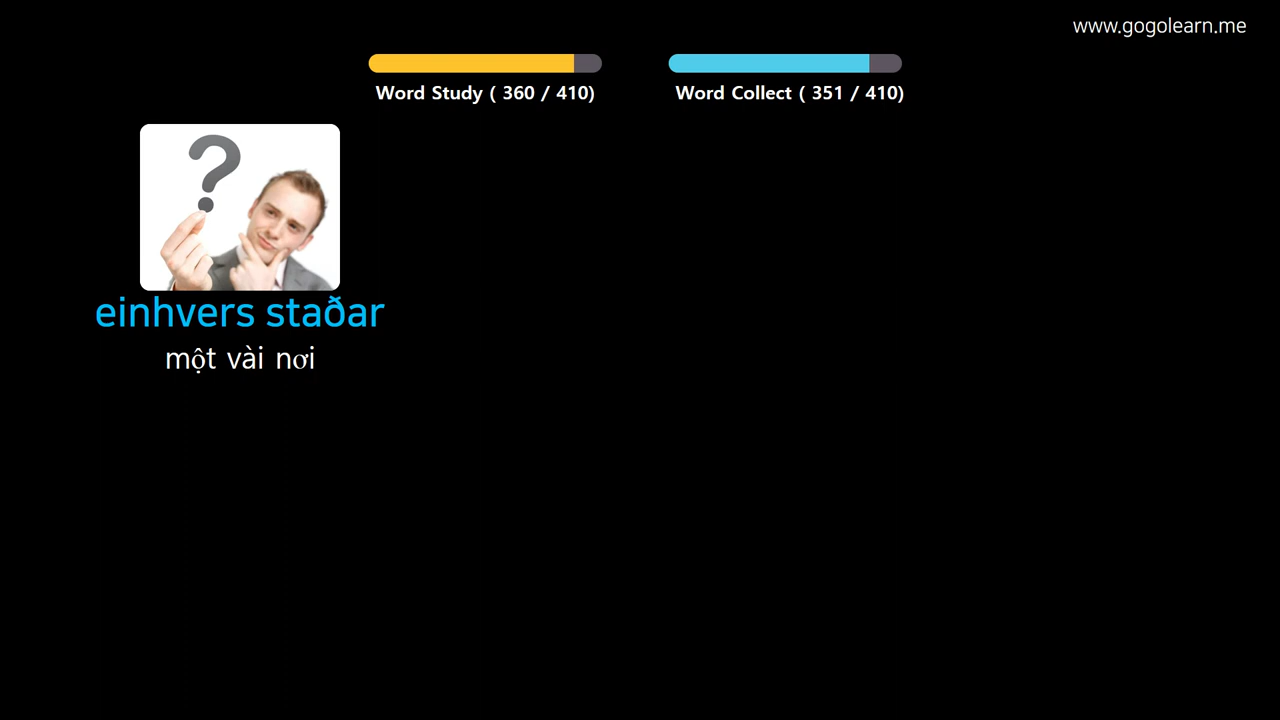 www.gogolearn.me
Word Study ( 360 / 410)
Word Collect ( 351 / 410)
?
einhvers staðar
một vài nơi